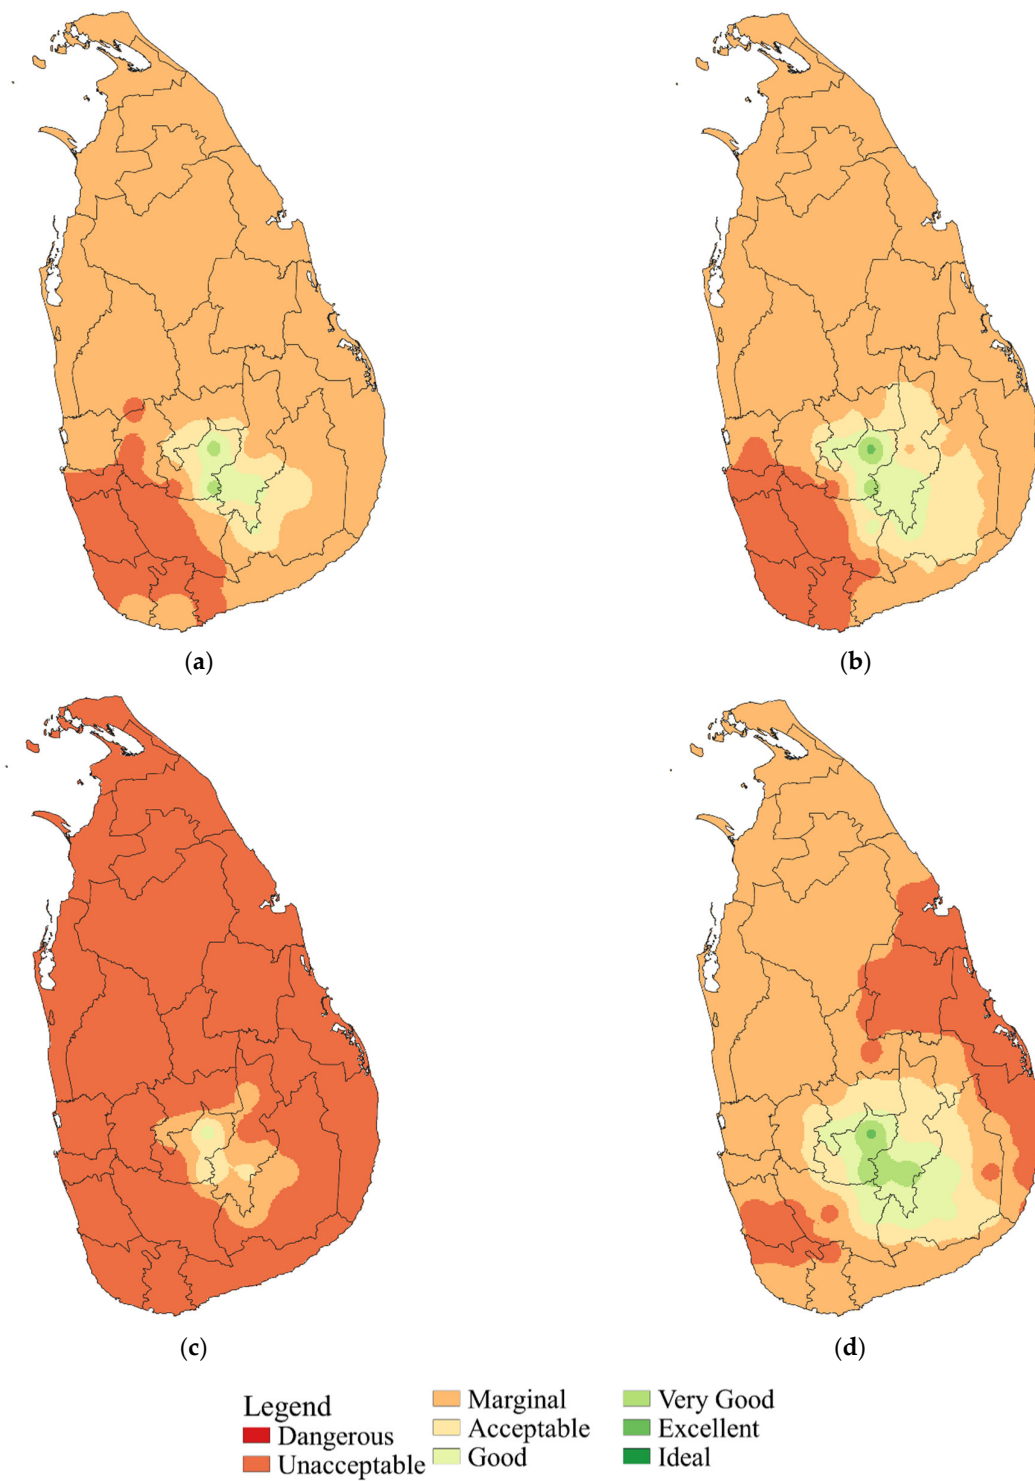 (a)
(b)
(c)
(d)
Legend
Dangerous
Unacceptable
Marginal
Acceptable
Good
Very Good
Excellent
Ideal